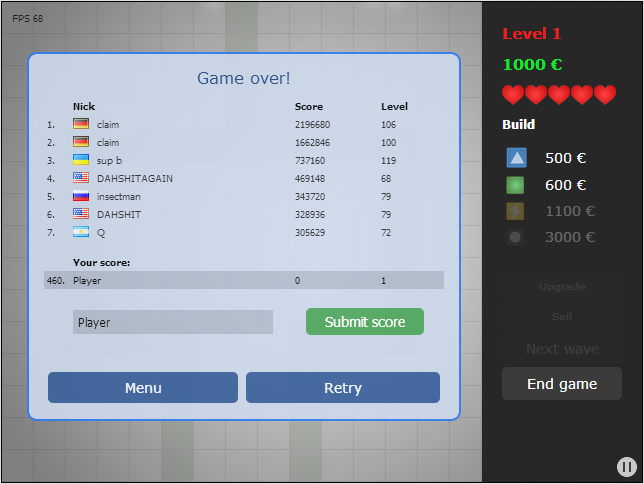 FPS 68
Game over!
Nick Score Level
1. claim 2196680 106
2. claim 1662846 100
3. sup b 737160 119
4. DAHSHITAGAIN 469148 68
5. insectman 343720 79
6. DAHSHIT 328936 79
7. Q 305629 72
Your score:
460. Player 0 1
Player Submit score
Menu Retry
Level 1
1000 €
Build
500 €
600 €
1100 €
3000 €
Upgrade
Sell
Next wave
End game